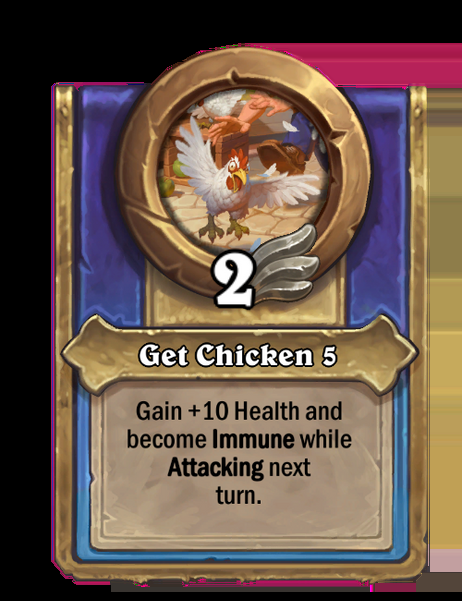 2
Get Chicken 5
Gain +10 Health and
become Immune while
Attacking next
turn.